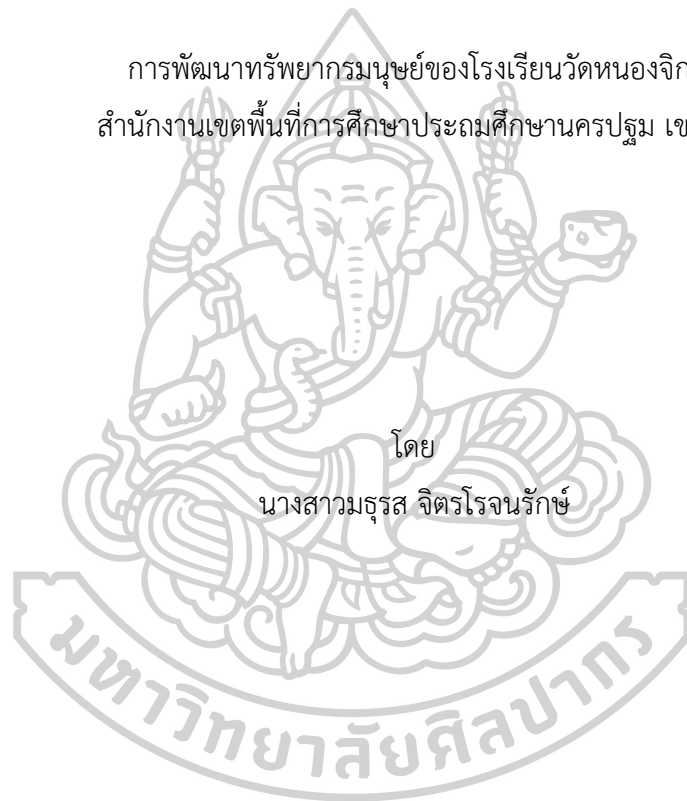 การพัฒนาทรัพยากรมนุษย์ของโรงเรียนวัดหนองจิก
สำนักงานเขตพื้นที่การศึกษาประถมศึกษานครปฐม เข
โดย
นางสาวมธุรส จิตรโรจนรักษ์
มหาวิทยาลัยศิลปากร